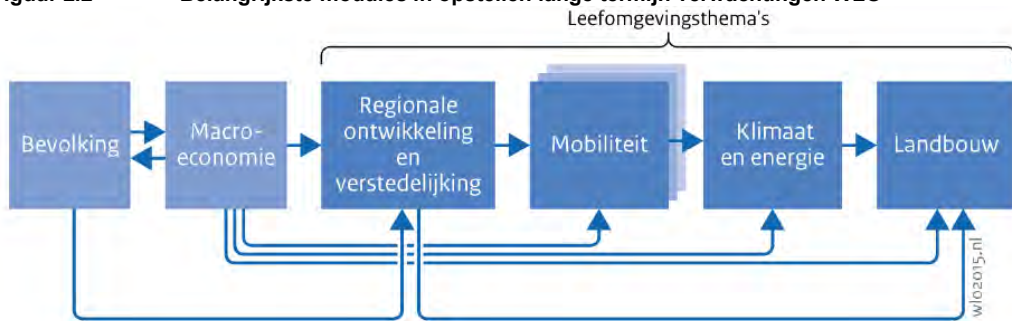 Leefomgevingsthema's
Bevolking
Macro-
economie
Regionale
ontwikkeling
en
verstedelijking
Mobiliteit
Klimaat
en energie
Landbouw
wlo2015.nl